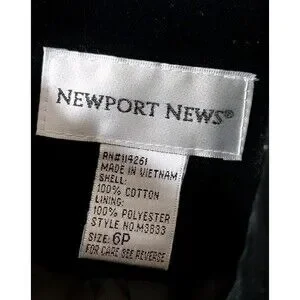 NEWPORT NEWS®
RN#114261
MADE IN VIETNAM
SHELL:
100% COTTON
LINING:
100% POLYESTER
STYLE NO.M3833
SIZE: 6P
FOR CARE SEE REVERSE